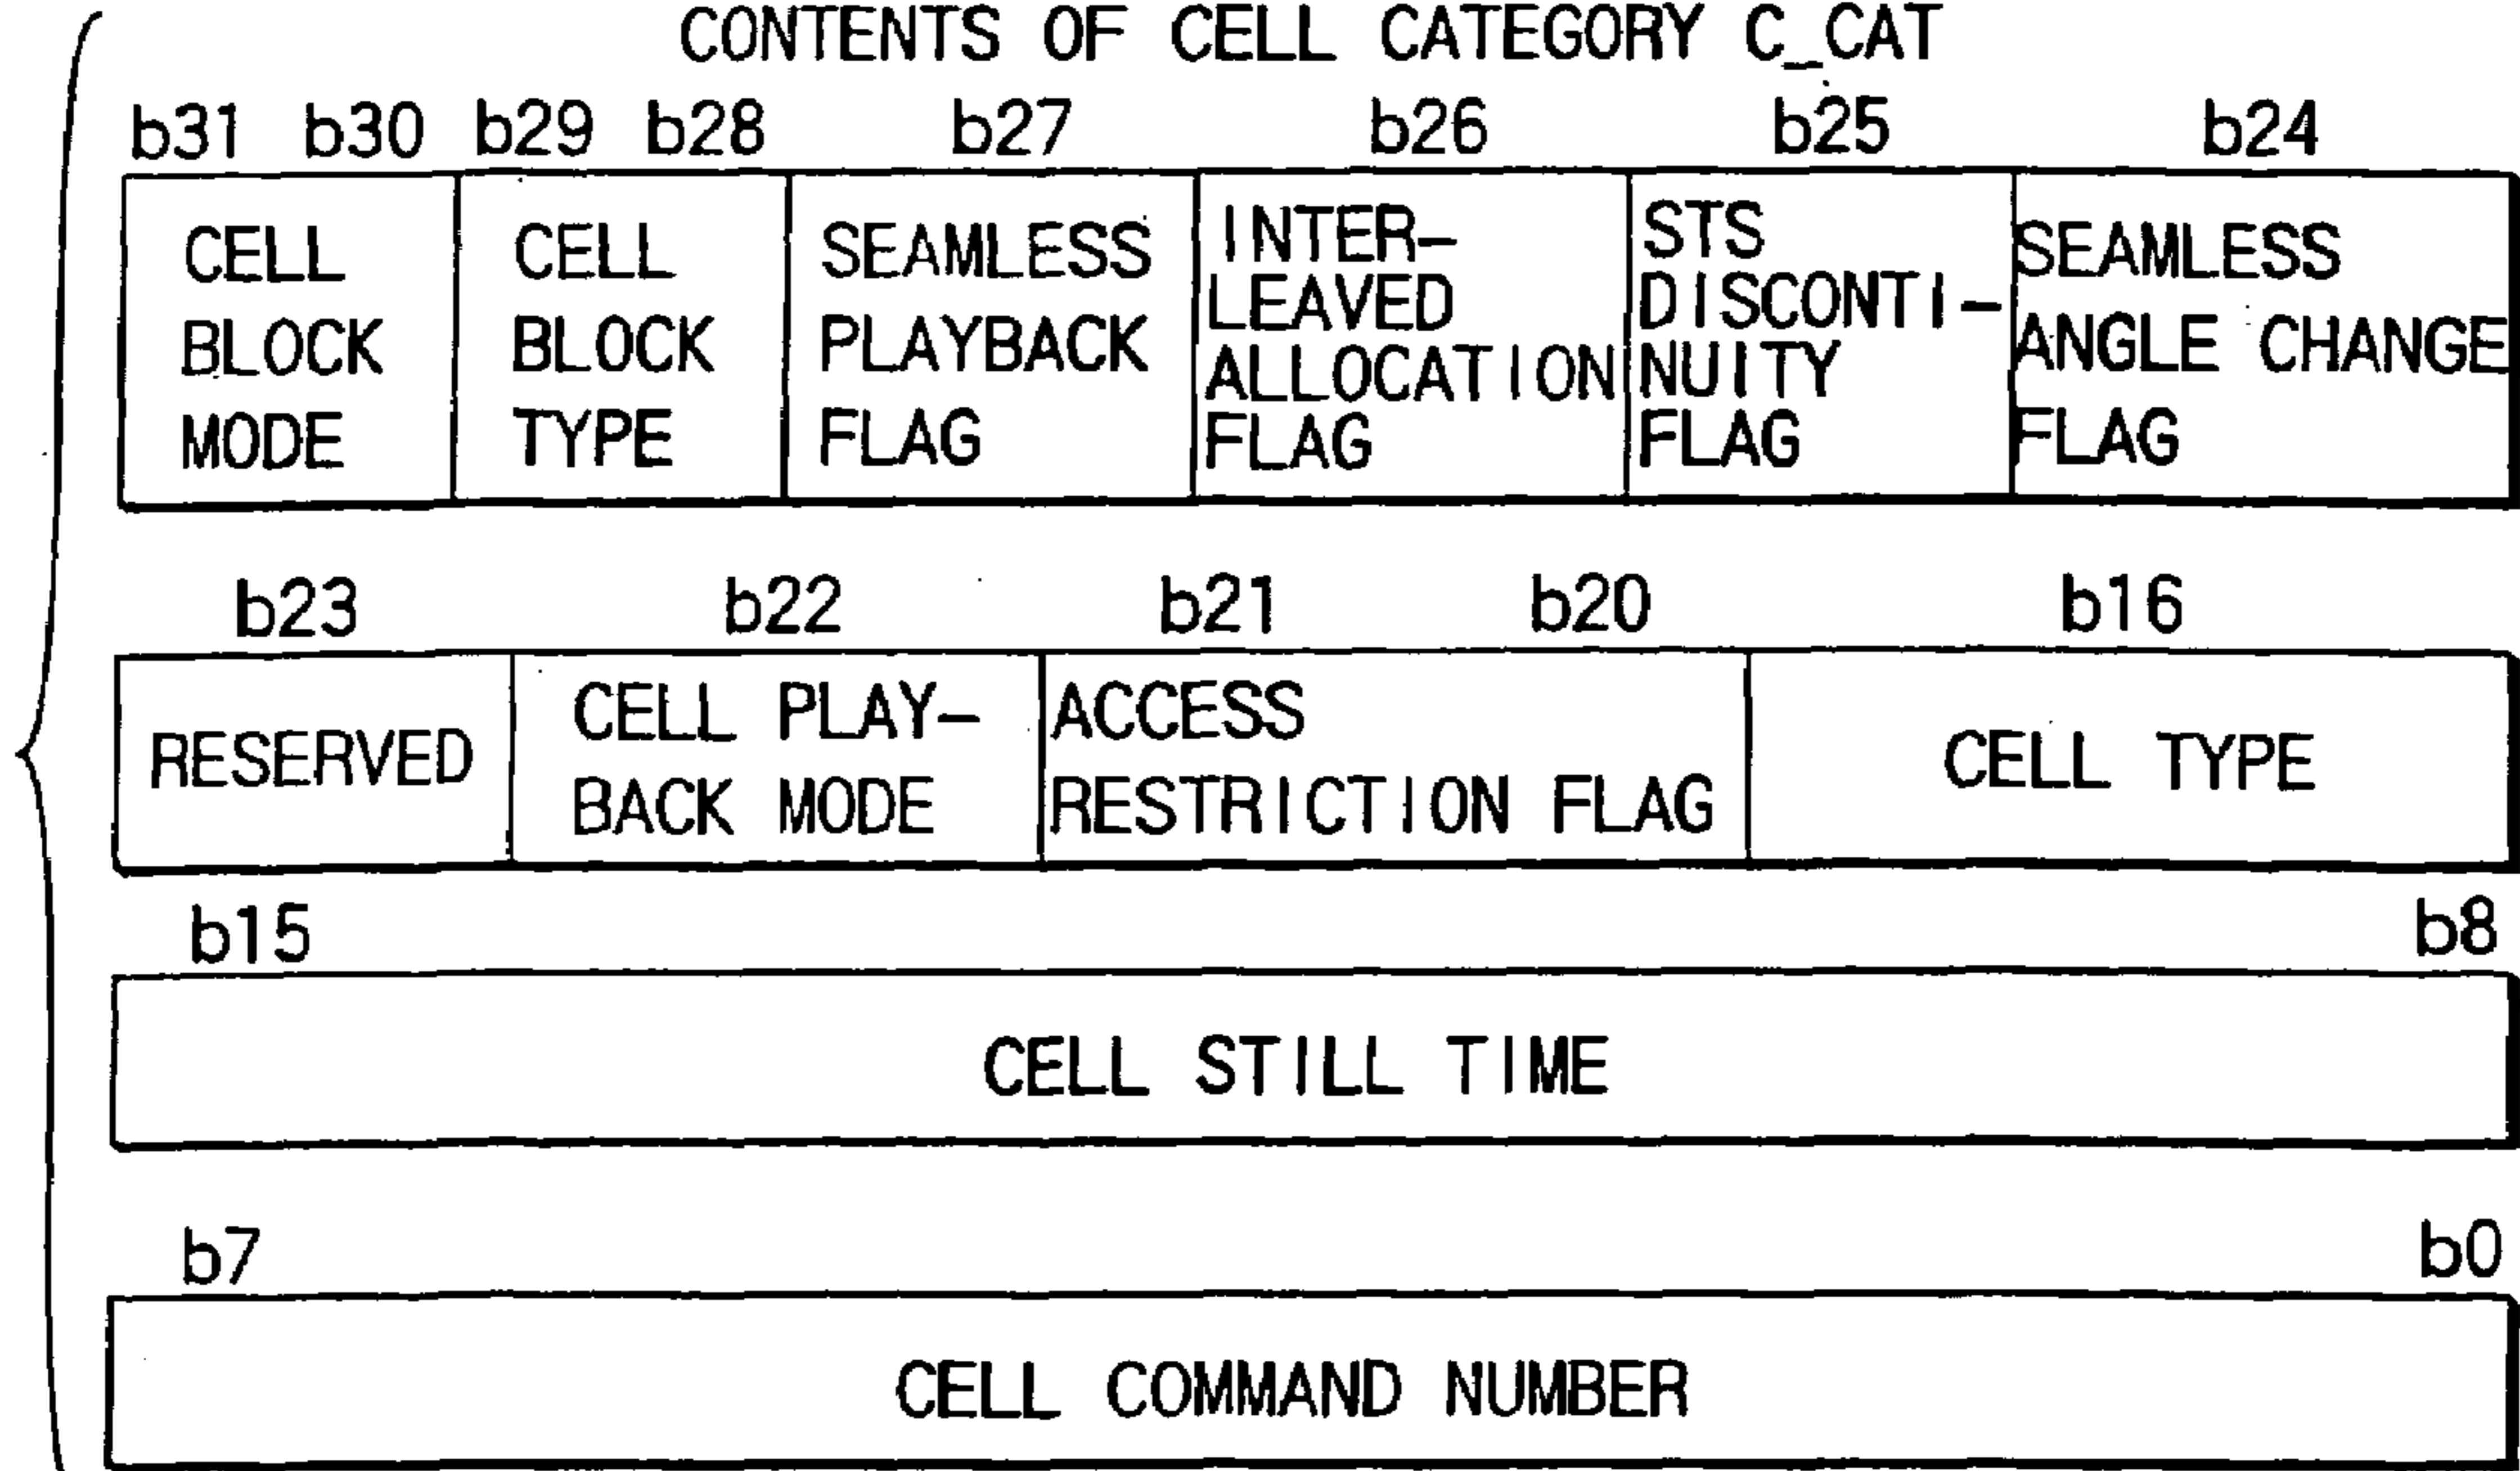 CONTENTS OF CELL CATEGORY C_CAT
b31 b30 b29 b28 b27 b26 b25 b24
CELL
BLOCK
MODE
CELL
BLOCK
TYPE
SEAMLESS
PLAYBACK
FLAG
INTER-
LEAVED
ALLOCATION
FLAG
STS
DISCONTI-
NUITY
FLAG
SEAMLESS
ANGLE CHANGE
FLAG
b23 b22 b21 b20 b16
RESERVED
CELL PLAY-
BACK MODE
ACCESS
RESTRICTION FLAG
CELL TYPE
b15 b8
CELL STILL TIME
b7 b0
CELL COMMAND NUMBER